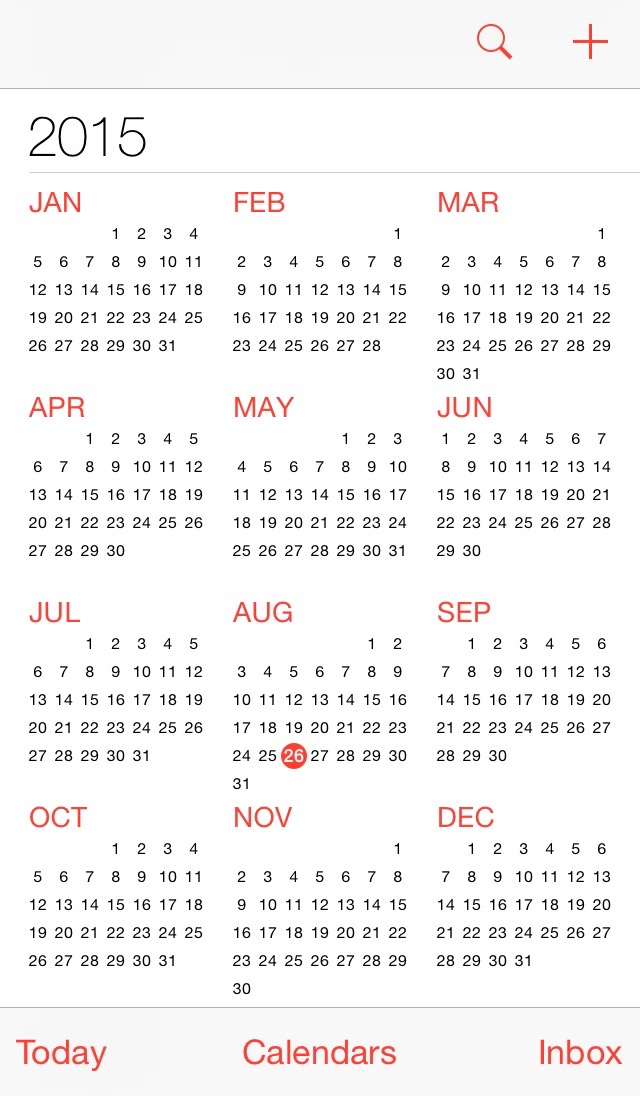 2015
JAN FEB MAR
1 2 3 4 1 1
5 6 7 8 9 10 11 2 3 4 5 6 7 8 2 3 4 5 6 7 8
12 13 14 15 16 17 18 9 10 11 12 13 14 15 9 10 11 12 13 14 15
19 20 21 22 23 24 25 16 17 18 19 20 21 22 16 17 18 19 20 21 22
26 27 28 29 30 31 23 24 25 26 27 28 23 24 25 26 27 28 29
30 31
APR MAY JUN
1 2 3 4 5 1 2 3 1 2 3 4 5 6 7
6 7 8 9 10 11 12 4 5 6 7 8 9 10 8 9 10 11 12 13 14
13 14 15 16 17 18 19 11 12 13 14 15 16 17 15 16 17 18 19 20 21
20 21 22 23 24 25 26 18 19 20 21 22 23 24 22 23 24 25 26 27 28
27 28 29 30 25 26 27 28 29 30 31 29 30
JUL AUG SEP
1 2 3 4 5 1 2 1 2 3 4 5 6
6 7 8 9 10 11 12 3 4 5 6 7 8 9 7 8 9 10 11 12 13
13 14 15 16 17 18 19 10 11 12 13 14 15 16 14 15 16 17 18 19 20
20 21 22 23 24 25 26 17 18 19 20 21 22 23 21 22 23 24 25 26 27
27 28 29 30 31 24 25 26 27 28 29 30 28 29 30
31
OCT NOV DEC
1 2 3 4 1 1 2 3 4 5 6
5 6 7 8 9 10 11 2 3 4 5 6 7 8 7 8 9 10 11 12 13
12 13 14 15 16 17 18 9 10 11 12 13 14 15 14 15 16 17 18 19 20
19 20 21 22 23 24 25 16 17 18 19 20 21 22 21 22 23 24 25 26 27
26 27 28 29 30 31 23 24 25 26 27 28 29 28 29 30 31
30
Today Calendars Inbox